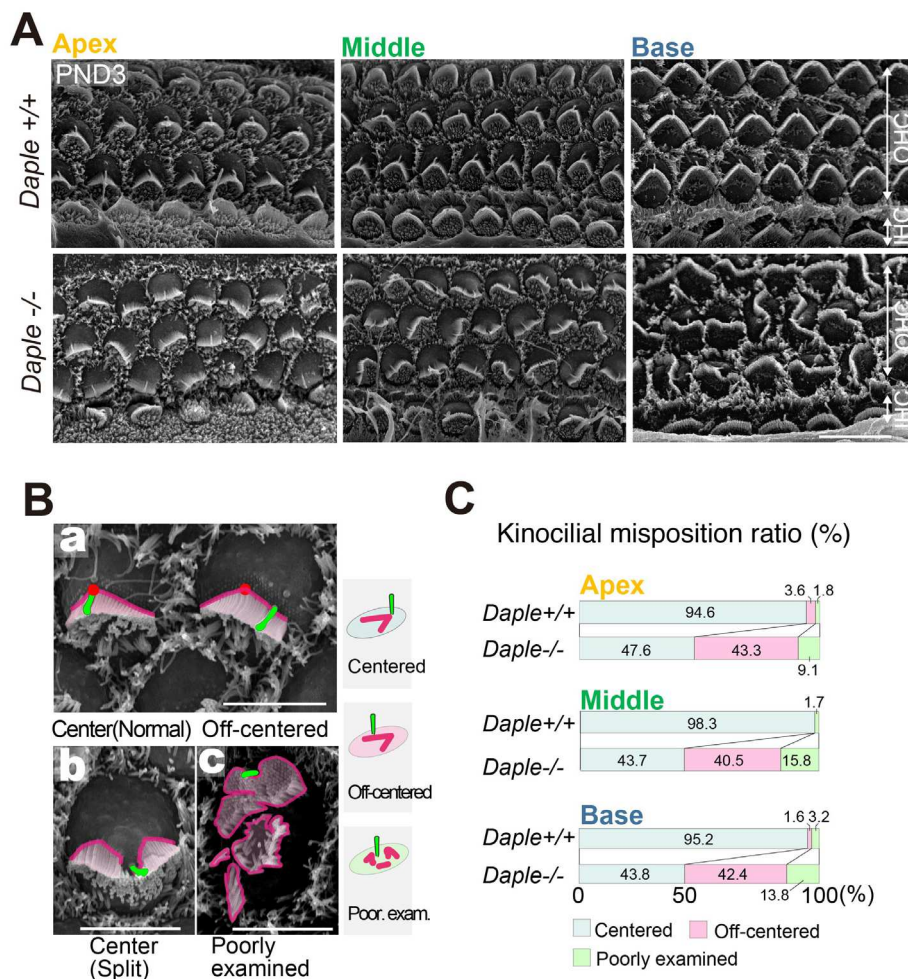 A
Apex
Middle
Base
PND3
Daple +/+
OHC
IHC
Daple -/-
OHC
IHC
B
a
Center(Normal) Off-centered
b
c
Center
(Split)
Poorly
examined
Centered
Off-centered
Poor. exam.
C
Kinocilial misposition ratio (%)
Apex
3.6 1.8
Daple+/+ 94.6
Daple-/- 47.6 43.3
9.1
Middle
1.7
Daple+/+ 98.3
Daple-/- 43.7 40.5 15.8
Base
1.6 3.2
Daple+/+ 95.2
Daple-/- 43.8 42.4
13.8
0 50 100(%)
Centered Off-centered
Poorly examined